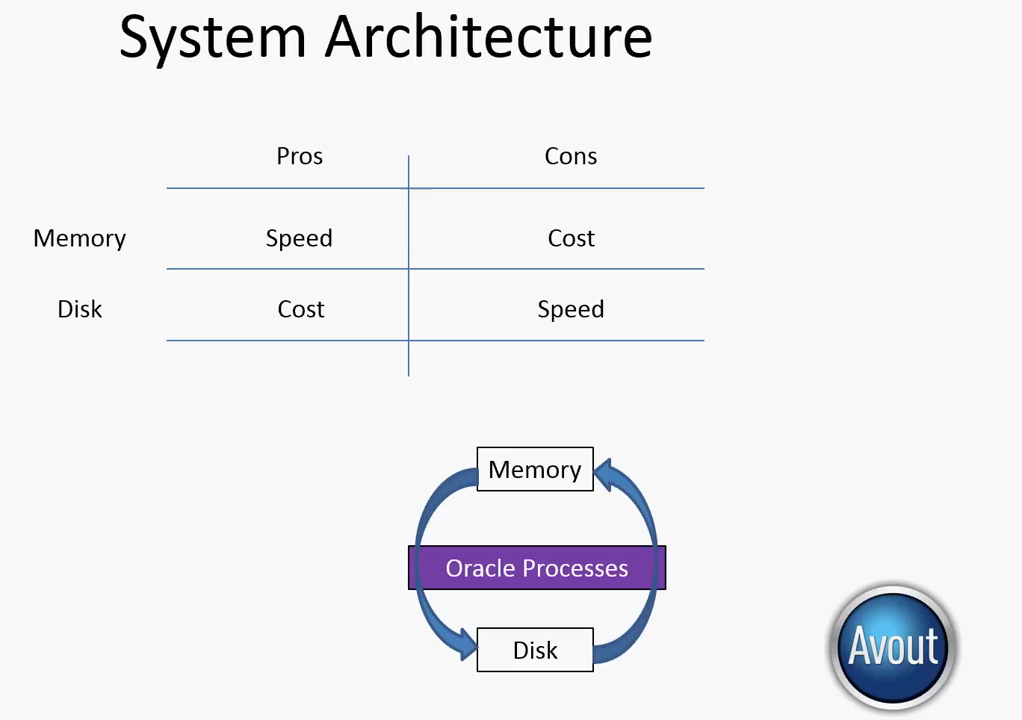 System Architecture
Pros Cons
Memory Speed Cost
Disk Cost Speed
Memory
Oracle Processes
Disk
Avout